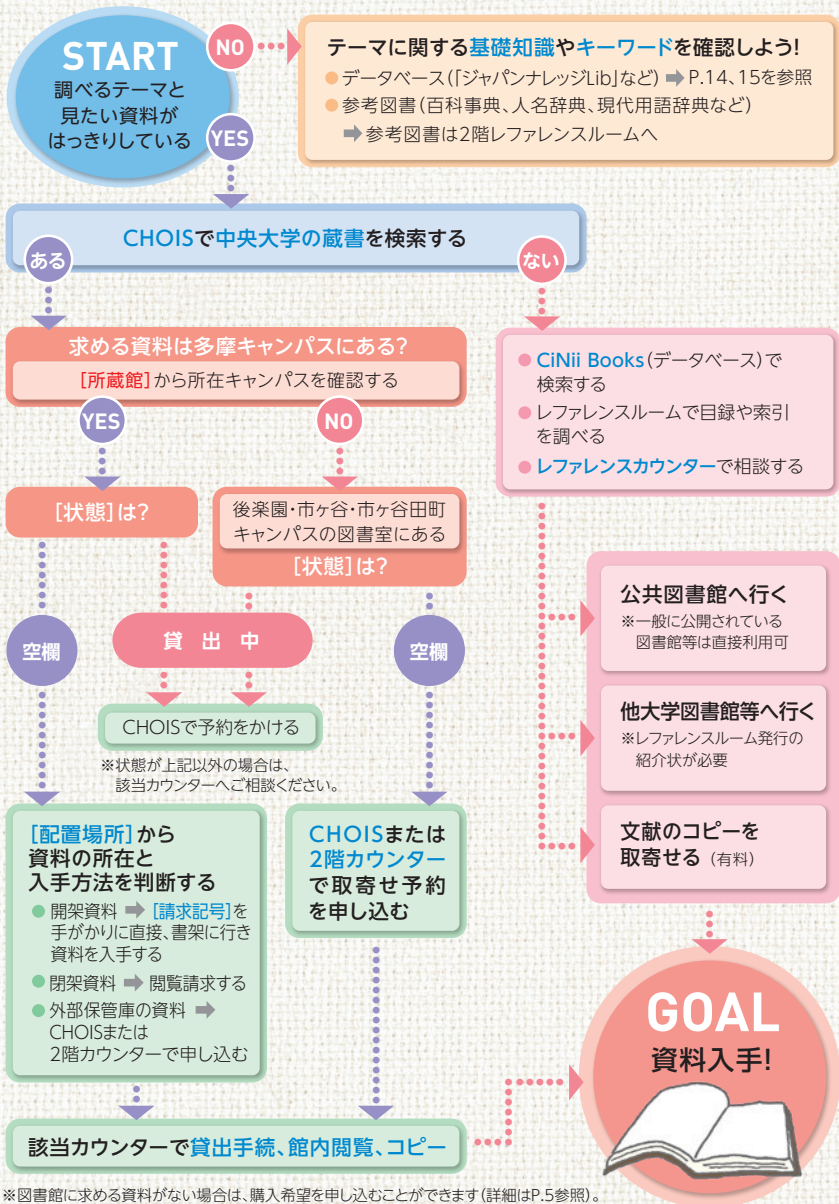 START
調べるテーマと
見たい資料が
はっきりしている
NO
YES
テーマに関する基礎知識やキーワードを確認しよう!
●データベース(「ジャパンナレッジLib」など) ➡ P.14、15を参照
●参考図書(百科事典、人名辞典、現代用語辞典など)
➡参考図書は2階レファレンスルームへ
CHOISで中央大学の蔵書を検索する
ある
ない
求める資料は多摩キャンパスにある?
[所蔵館]から所在キャンパスを確認する
YES
NO
●CiNii Books(データベース)で
検索する
●レファレンスルームで目録や索引
を調べる
●レファレンスカウンターで相談する
[状態]は?
後楽園・市ヶ谷・市ヶ谷田町
キャンパスの図書室にある
[状態]は?
空欄
貸出中
空欄
CHOISで予約をかける
※状態が上記以外の場合は、
該当カウンターへご相談ください。
公共図書館へ行く
※一般に公開されている
図書館等は直接利用可
他大学図書館等へ行く
※レファレンスルーム発行の
紹介状が必要
文献のコピーを
取寄せる(有料)
[配置場所]から
資料の所在と
入手方法を判断する
●開架資料 ➡ [請求記号]を
手がかりに直接、書架に行き
資料を入手する
●閉架資料 ➡ 閲覧請求する
●外部保管庫の資料 ➡
CHOISまたは
2階カウンターで申し込む
CHOISまたは
2階カウンター
で取寄せ予約
を申し込む
GOAL
資料入手!
該当カウンターで貸出手続、館内閲覧、コピー
※図書館に求める資料がない場合は、購入希望を申し込むことができます(詳細はP.5参照)。